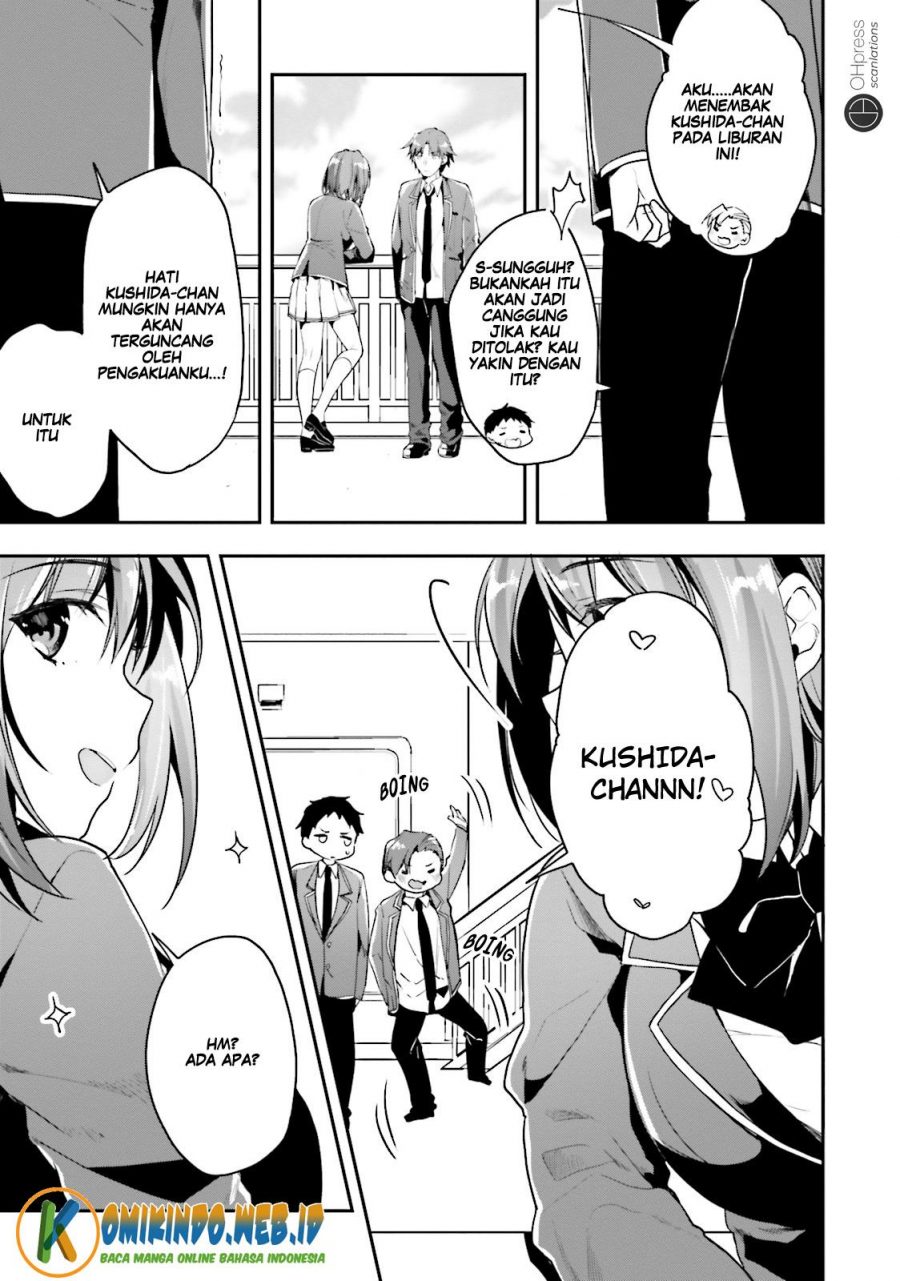 OHpress
scanlations
AKU.....AKAN
MENEMBAK
KUSHIDA-CHAN
PADA LIBURAN
INI!
S-SUNGGUH?
BUKANKAH ITU
AKAN JADI
CANGGUNG
JIKA KAU
DITOLAK? KAU
YAKIN DENGAN
ITU?
HATI
KUSHIDA-CHAN
MUNGKIN HANYA
AKAN
TERGUNCANG
OLEH
PENGAKUANKU...!
UNTUK
ITU
KUSHIDA-
CHANNN!
BOING
BOING
HM?
ADA APA?
KOMIKINDO.WEB.ID
BACA MANGA ONLINE BAHASA INDONESIA